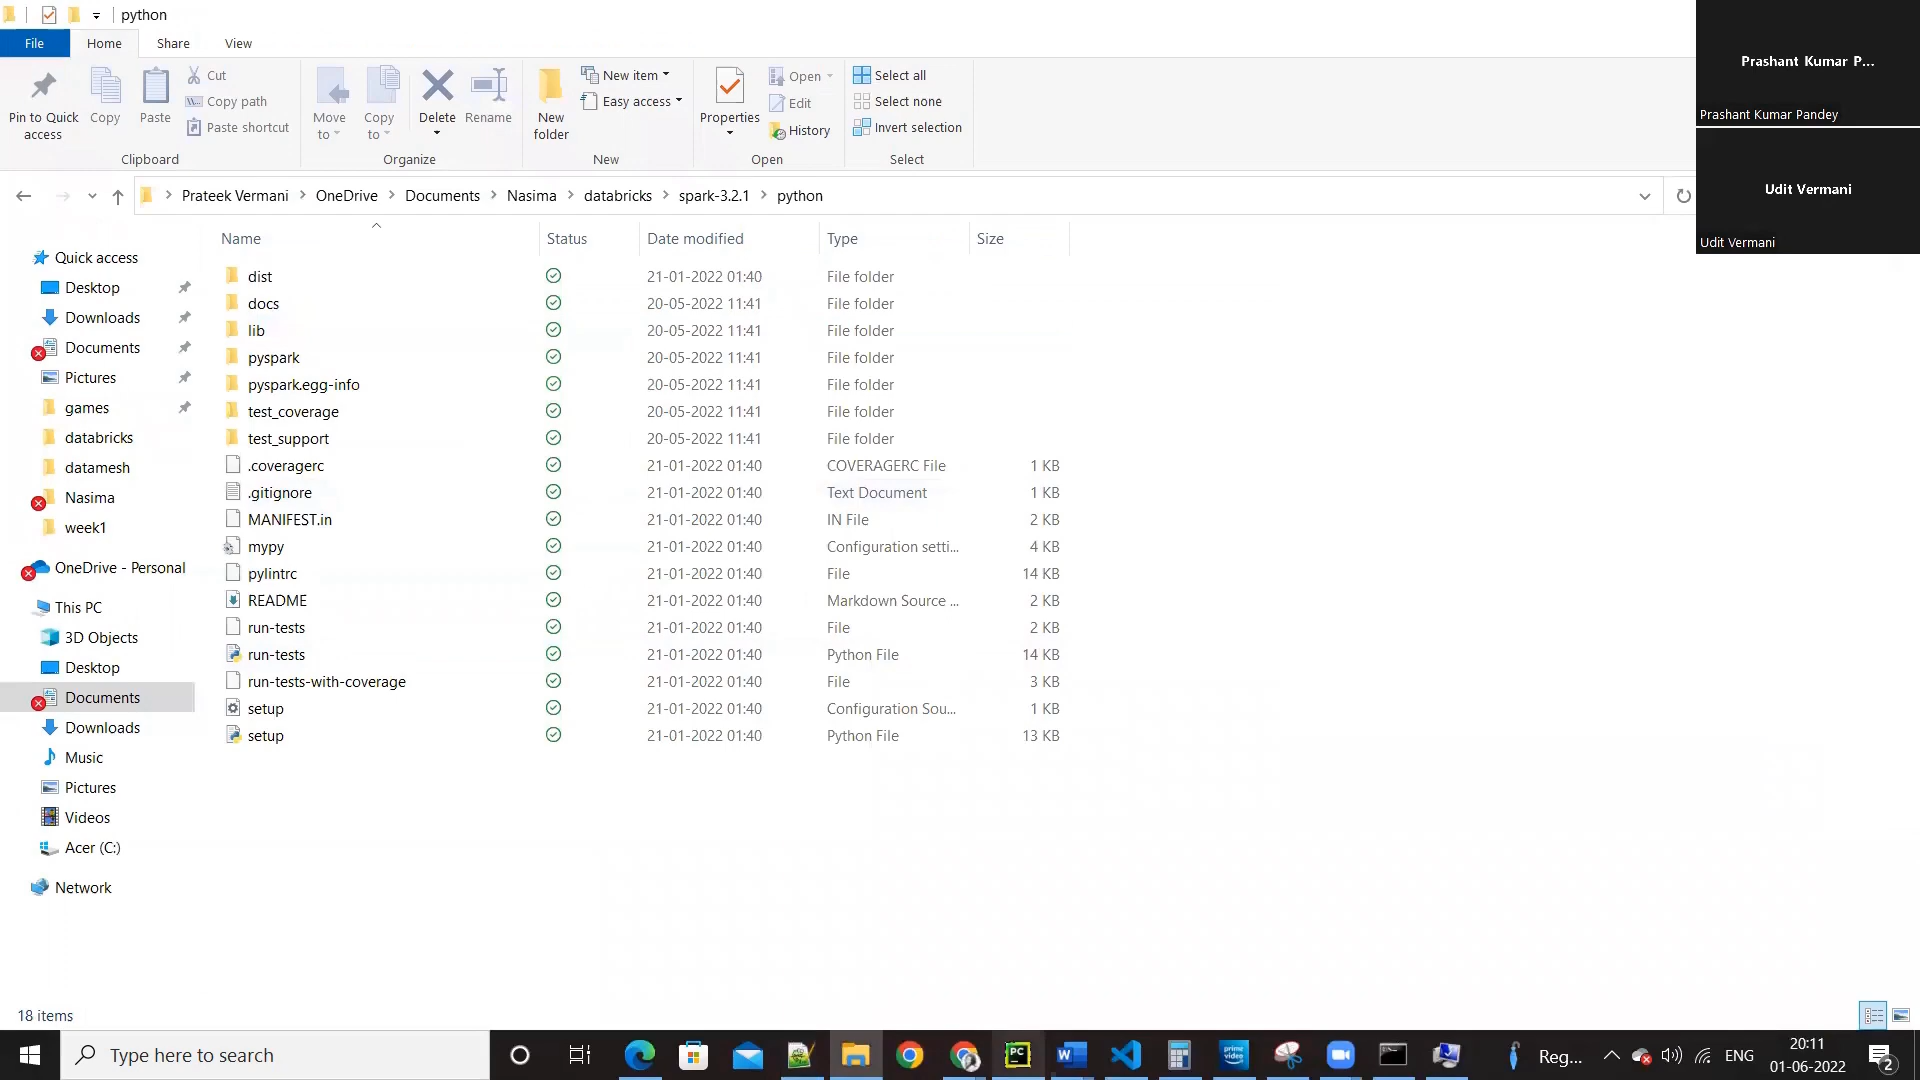 python
File
Home
Share
View
Pin to Quick access
Copy
Paste
Cut
Copy path
Paste shortcut
Clipboard
Move to
Copy to
Delete
Rename
Organize
New folder
New item
Easy access
New
Properties
Open
Edit
History
Open
Select all
Select none
Invert selection
Select
Prateek Vermani > OneDrive > Documents > Nasima > databricks > spark-3.2.1 > python
Prashant Kumar P...
Prashant Kumar Pandey
Udit Vermani
Udit Vermani
Quick access
Desktop
Downloads
Documents
Pictures
games
databricks
datamesh
Nasima
week1
OneDrive - Personal
This PC
3D Objects
Desktop
Documents
Downloads
Music
Pictures
Videos
Acer (C:)
Network
Name Status Date modified Type Size
dist 21-01-2022 01:40 File folder
docs 20-05-2022 11:41 File folder
lib 20-05-2022 11:41 File folder
pyspark 20-05-2022 11:41 File folder
pyspark.egg-info 20-05-2022 11:41 File folder
test_coverage 20-05-2022 11:41 File folder
test_support 20-05-2022 11:41 File folder
.coveragerc 21-01-2022 01:40 COVERAGERC File 1 KB
.gitignore 21-01-2022 01:40 Text Document 1 KB
MANIFEST.in 21-01-2022 01:40 IN File 2 KB
mypy 21-01-2022 01:40 Configuration setti... 4 KB
pylintrc 21-01-2022 01:40 File 14 KB
README 21-01-2022 01:40 Markdown Source ... 2 KB
run-tests 21-01-2022 01:40 File 2 KB
run-tests 21-01-2022 01:40 Python File 14 KB
run-tests-with-coverage 21-01-2022 01:40 File 3 KB
setup 21-01-2022 01:40 Configuration Sou... 1 KB
setup 21-01-2022 01:40 Python File 13 KB
18 items
Type here to search
PC
prime video
Reg...
ENG
20:11
01-06-2022
2